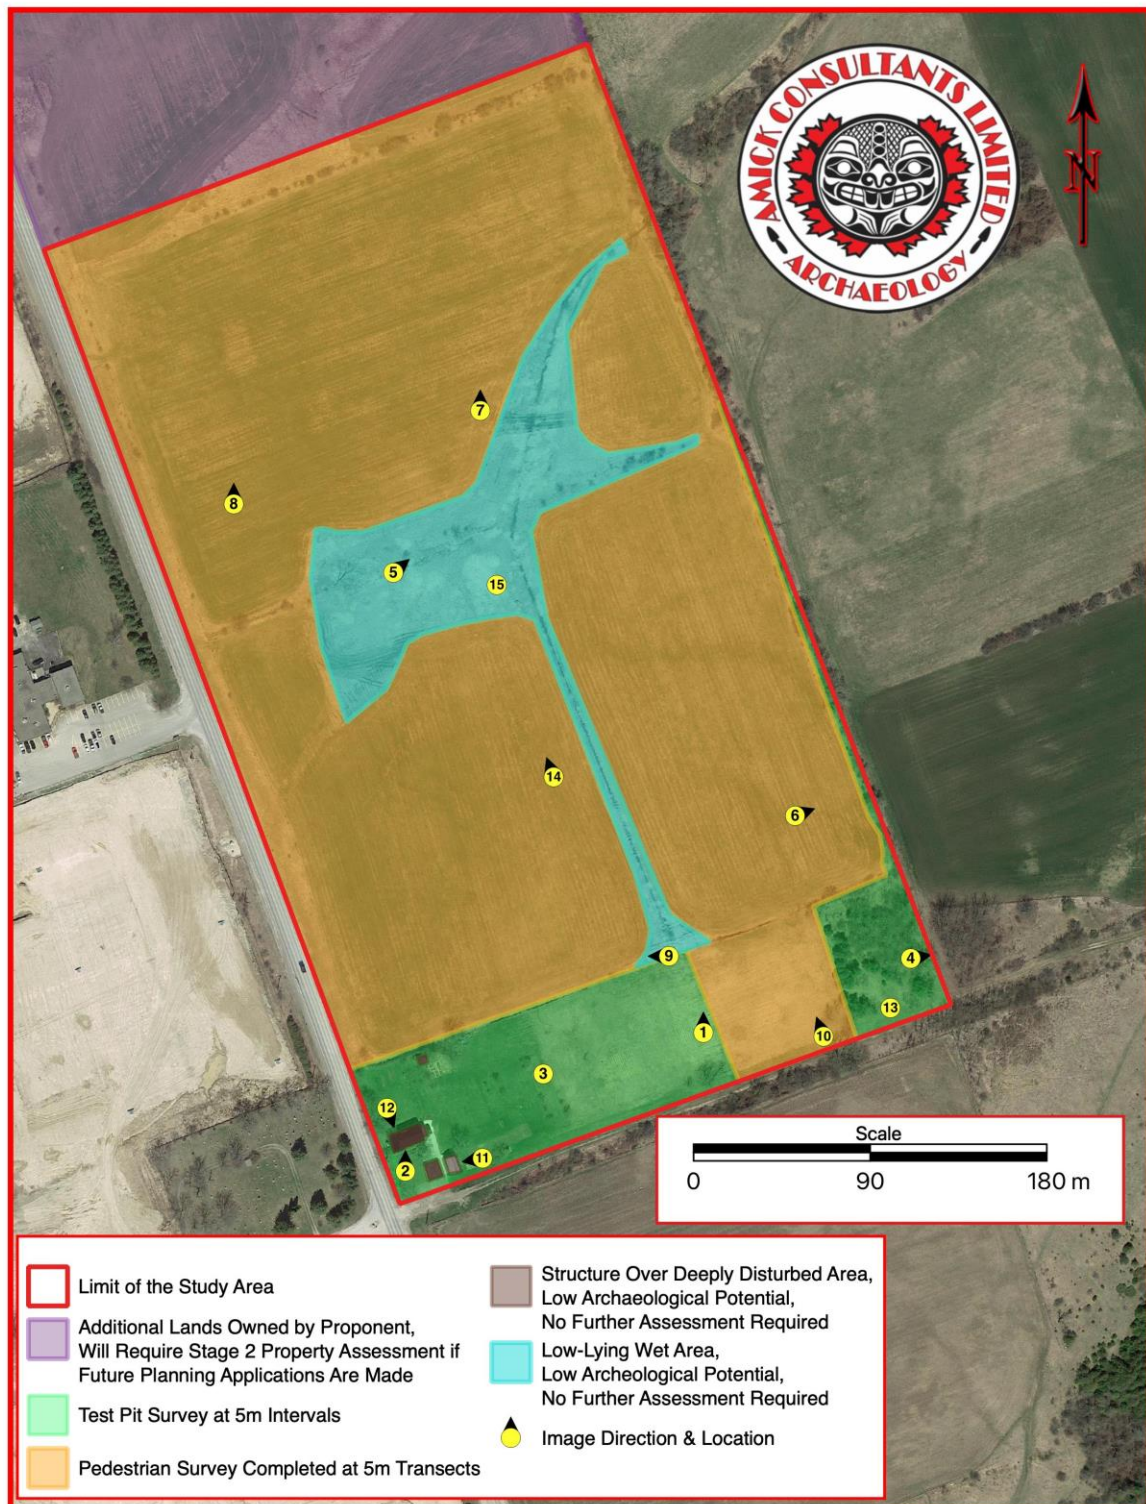 AMICK CONSULTANTS LIMITED
ARCHAEOLOGY
N
7
8
5
15
14
6
9
4
13
1
10
3
12
11
2
Scale
0 90 180 m
Limit of the Study Area
Additional Lands Owned by Proponent,
Will Require Stage 2 Property Assessment if
Future Planning Applications Are Made
Test Pit Survey at 5m Intervals
Pedestrian Survey Completed at 5m Transects
Structure Over Deeply Disturbed Area,
Low Archaeological Potential,
No Further Assessment Required
Low-Lying Wet Area,
Low Archeological Potential,
No Further Assessment Required
Image Direction & Location